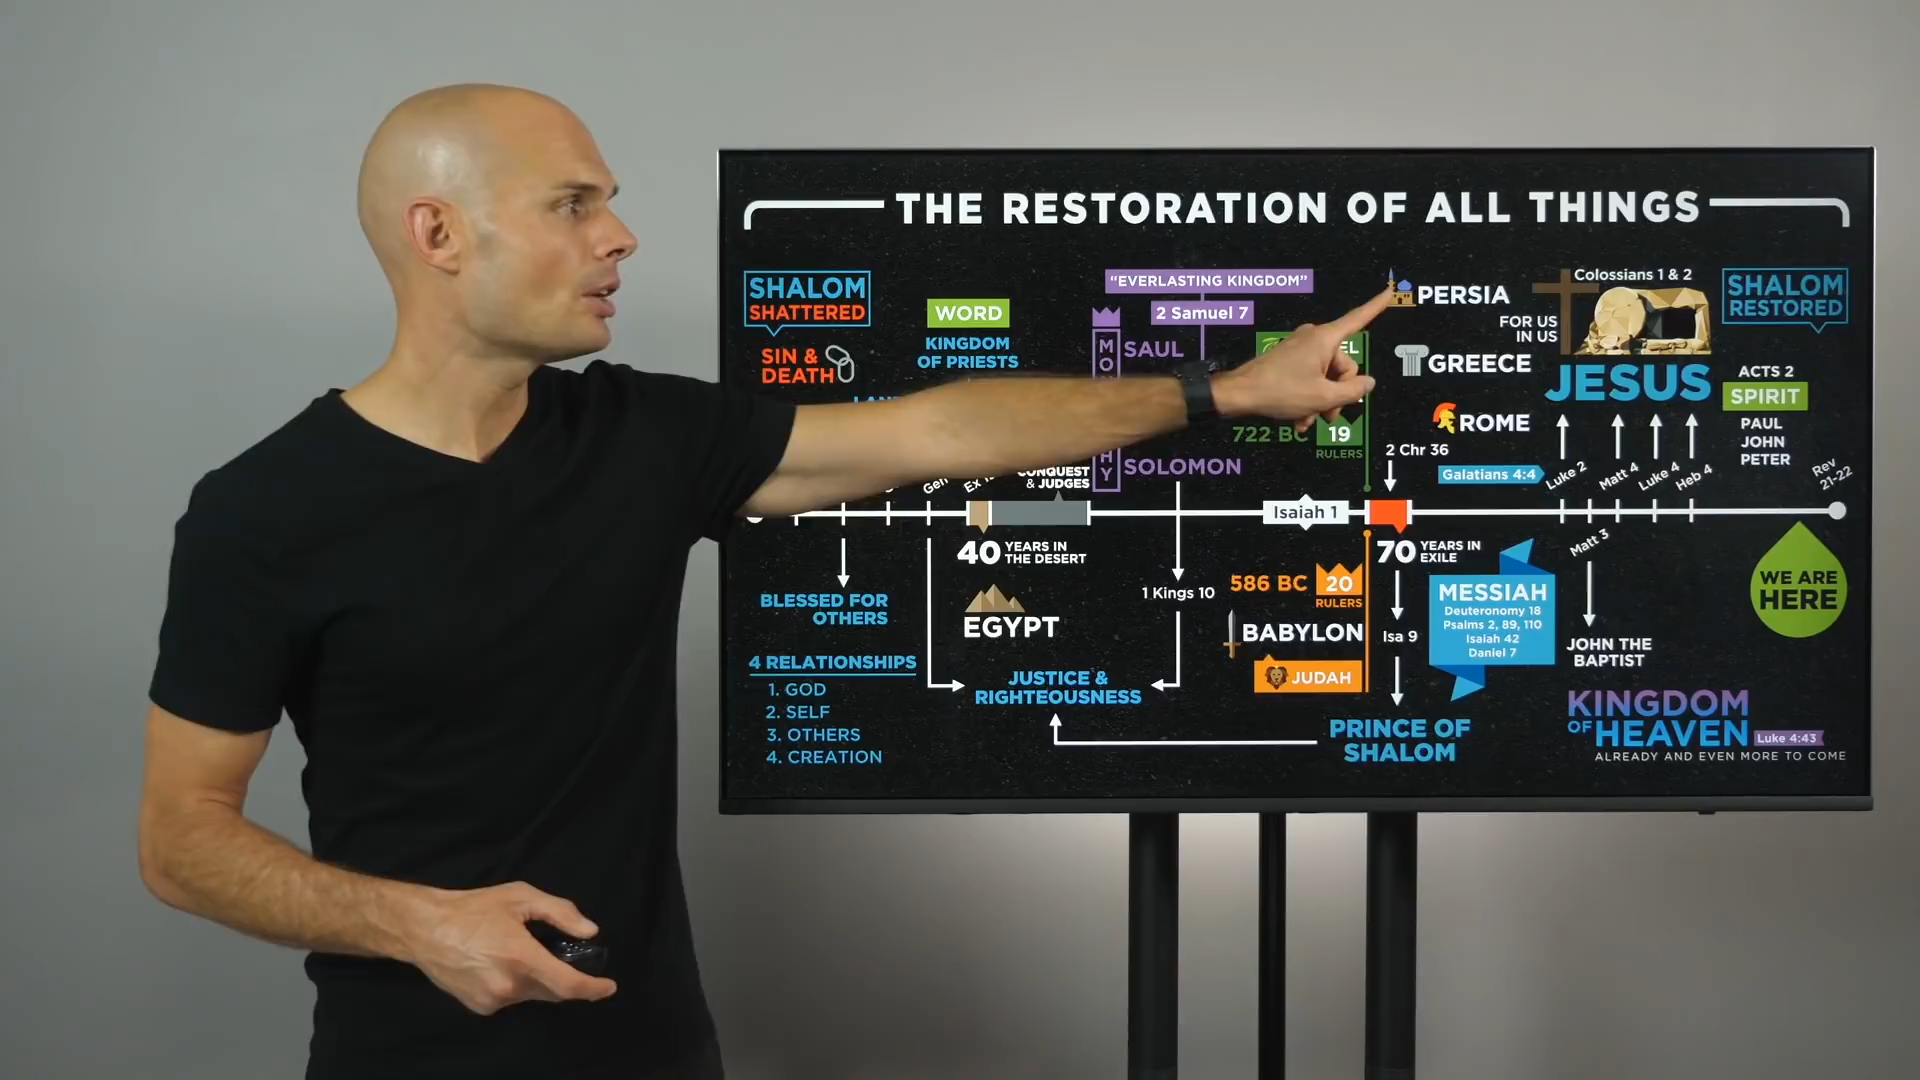 THE RESTORATION OF ALL THINGS
SHALOM
SHATTERED
SIN &
DEATH
WORD
KINGDOM
OF PRIESTS
"EVERLASTING KINGDOM"
2 Samuel 7
SAUL
SOLOMON
722 BC
19
RULERS
PERSIA
GREECE
ROME
2 Chr 36
Galatians 4:4
Colossians 1 & 2
FOR US
IN US
JESUS
SHALOM
RESTORED
ACTS 2
SPIRIT
PAUL
JOHN
PETER
Luke 2
Matt 4
Luke 4
Heb 4
Rev
21-22
CONQUEST
& JUDGES
Isaiah 1
40 YEARS IN
THE DESERT
EGYPT
BLESSED FOR
OTHERS
4 RELATIONSHIPS
1. GOD
2. SELF
3. OTHERS
4. CREATION
JUSTICE &
RIGHTEOUSNESS
1 Kings 10
586 BC
20
RULERS
BABYLON
JUDAH
70 YEARS IN
EXILE
Isa 9
PRINCE OF
SHALOM
MESSIAH
Deuteronomy 18
Psalms 2, 89, 110
Isaiah 42
Daniel 7
Matt 3
JOHN THE
BAPTIST
WE ARE
HERE
KINGDOM
OF HEAVEN
Luke 4:43
ALREADY AND EVEN MORE TO COME